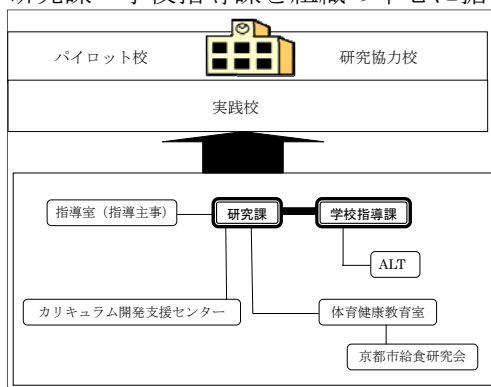 研究課・学校指導課を組織の中心に据
パイロット校
研究協力校
実践校
指導室（指導主事）
研究課
学校指導課
ALT
カリキュラム開発支援センター
体育健康教育室
京都市給食研究会